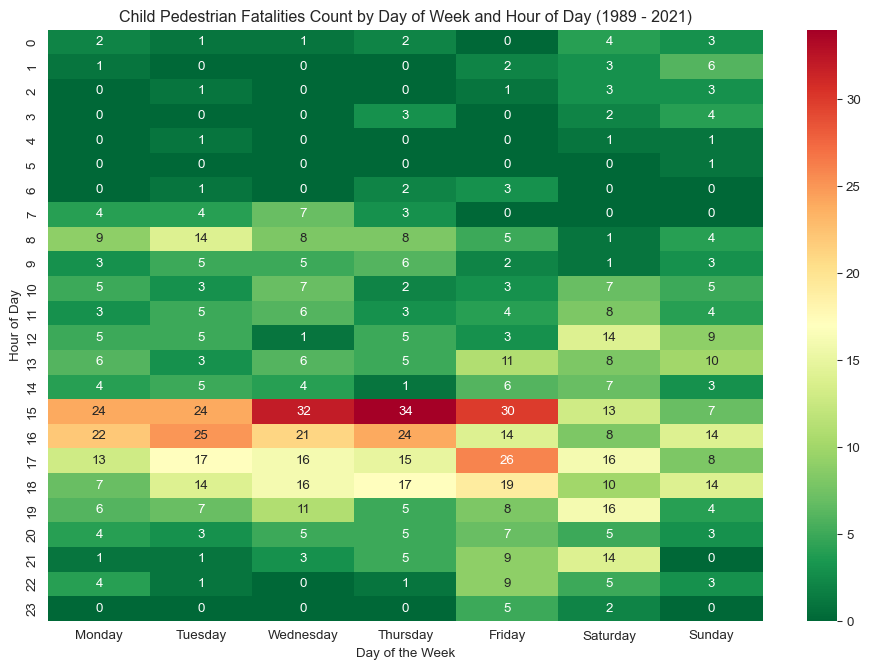 Child Pedestrian Fatalities Count by Day of Week and Hour of Day (1989 - 2021)
Hour of Day
0 2 1 1 2 0 4 3
1 1 0 0 0 2 3 6
2 0 1 0 0 1 3 3
3 0 0 0 3 0 2 4
4 0 1 0 0 0 1 1
5 0 0 0 0 0 0 1
6 0 1 0 2 3 0 0
7 4 4 7 3 0 0 0
8 9 14 8 8 5 1 4
9 3 5 5 6 2 1 3
10 5 3 7 2 3 7 5
11 3 5 6 3 4 8 4
12 5 5 1 5 3 14 9
13 6 3 6 5 11 8 10
14 4 5 4 1 6 7 3
15 24 24 32 34 30 13 7
16 22 25 21 24 14 8 14
17 13 17 16 15 26 16 8
18 7 14 16 17 19 10 14
19 6 7 11 5 8 16 4
20 4 3 5 5 7 5 3
21 1 1 3 5 9 14 0
22 4 1 0 1 9 5 3
23 0 0 0 0 5 2 0
Monday Tuesday Wednesday Thursday Friday Saturday Sunday
Day of the Week
30
25
20
15
10
5
0